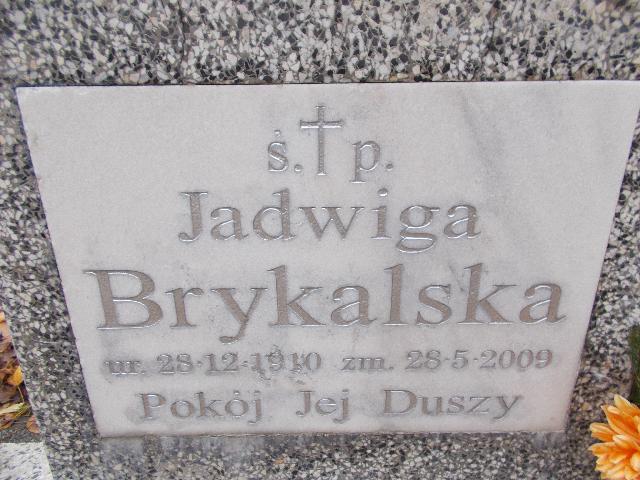 ś. p.
Jadwiga
Brykalska
ur. 28·12·1910 zm. 28·5·2009
Pokój Jej Duszy